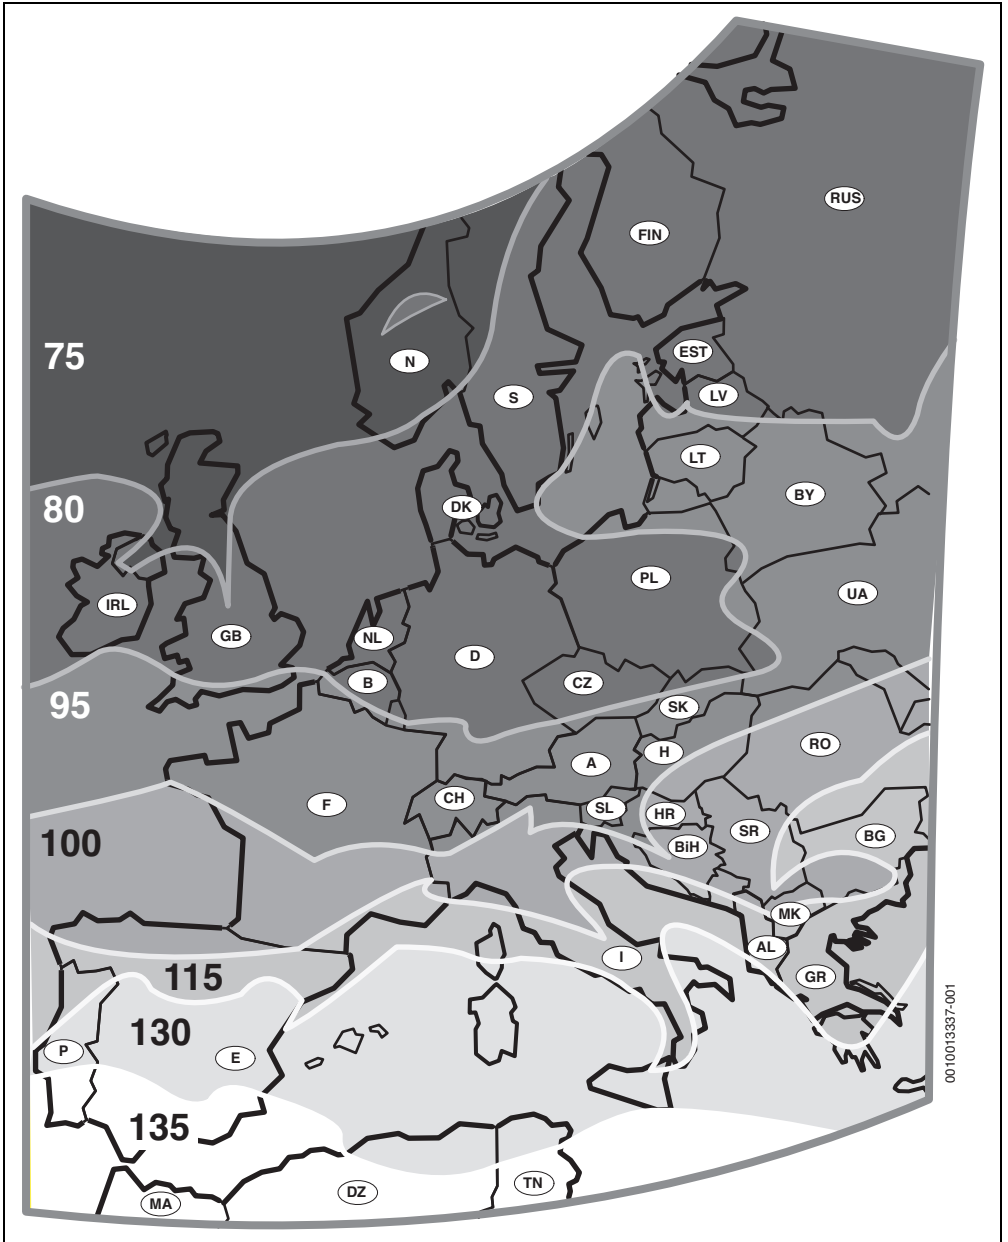 RUS
FIN
75
N
EST
S
LV
LT
80
DK
BY
PL
IRL
UA
GB
NL
D
B
CZ
95
SK
RO
H
A
F
CH
SL
HR
SR
BG
100
BiH
MK
AL
I
115
GR
130
P
E
135
TN
DZ
MA
0010013337-001